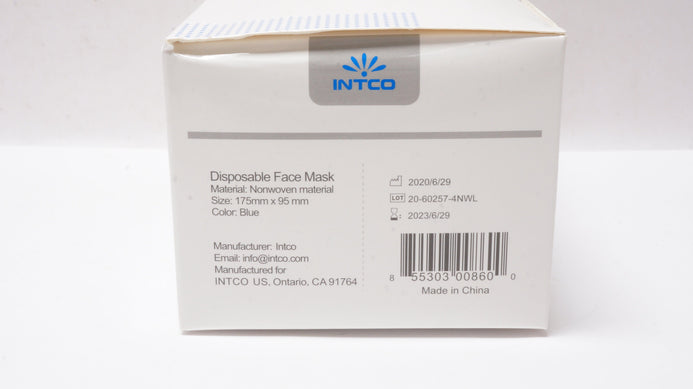 INTCO
Disposable Face Mask
Material: Nonwoven material
Size: 175mm x 95 mm
Color: Blue
Manufacturer: Intco
Email: info@intco.com
Manufactured for
INTCO US, Ontario, CA 91764
2020/6/29
LOT 20-60257-4NWL
2023/6/29
8 55303 00860 0
Made in China